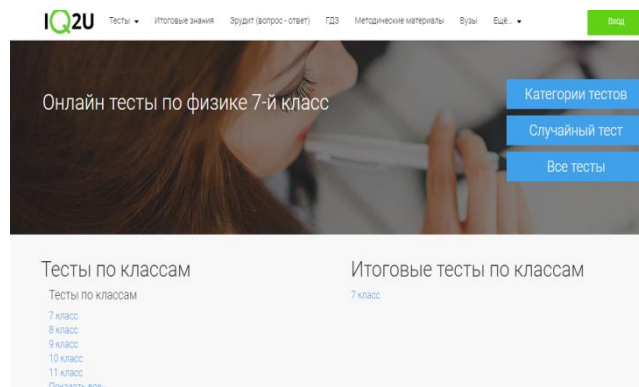 IQ2U Тесты Итоговые знания Эрудит (вопрос - ответ) ГДЗ Методические материалы Вузы Ещё... Вход
Онлайн тесты по физике 7-й класс
Категории тестов
Случайный тест
Все тесты
Тесты по классам
Тесты по классам
7 класс
8 класс
9 класс
10 класс
11 класс
Показать все
Итоговые тесты по классам
7 класс